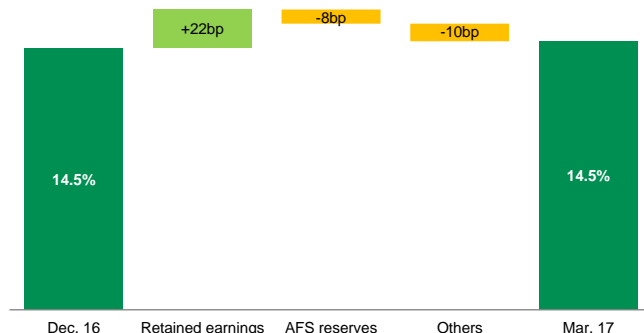 +22bp
-8bp
-10bp
14.5%
14.5%
Dec. 16 Retained earnings AFS reserves Others Mar. 17